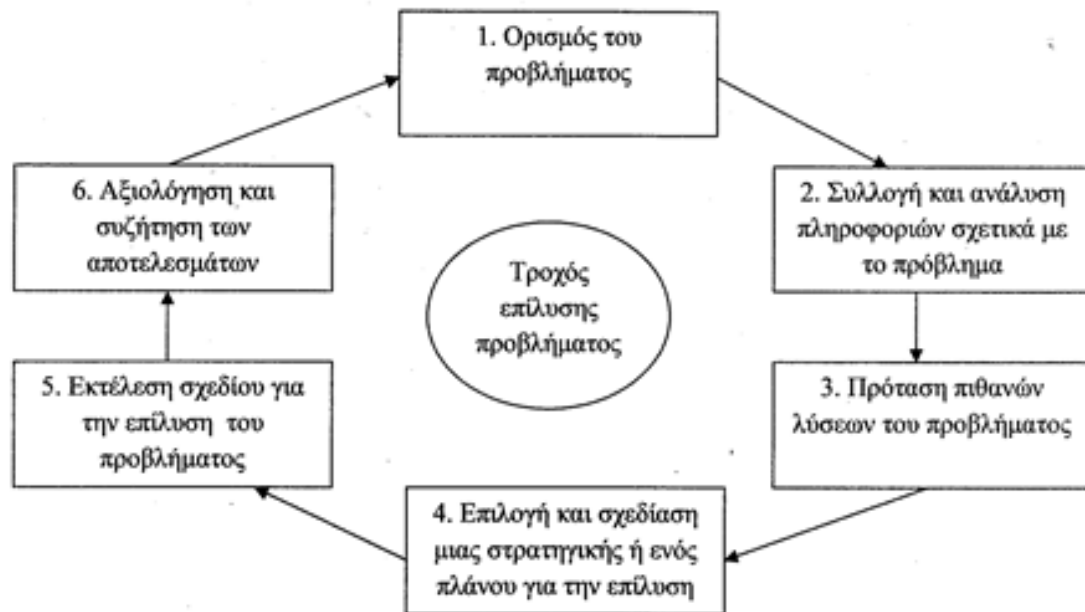 1. Ορισμός του
προβλήματος
6. Αξιολόγηση και
συζήτηση των
αποτελεσμάτων
2. Συλλογή και ανάλυση
πληροφοριών σχετικά με
το πρόβλημα
Τροχός
επίλυσης
προβλήματος
5. Εκτέλεση σχεδίου για
την επίλυση του
προβλήματος
3. Πρόταση πιθανών
λύσεων του προβλήματος
4. Επιλογή και σχεδίαση
μιας στρατηγικής ή ενός
πλάνου για την επίλυση